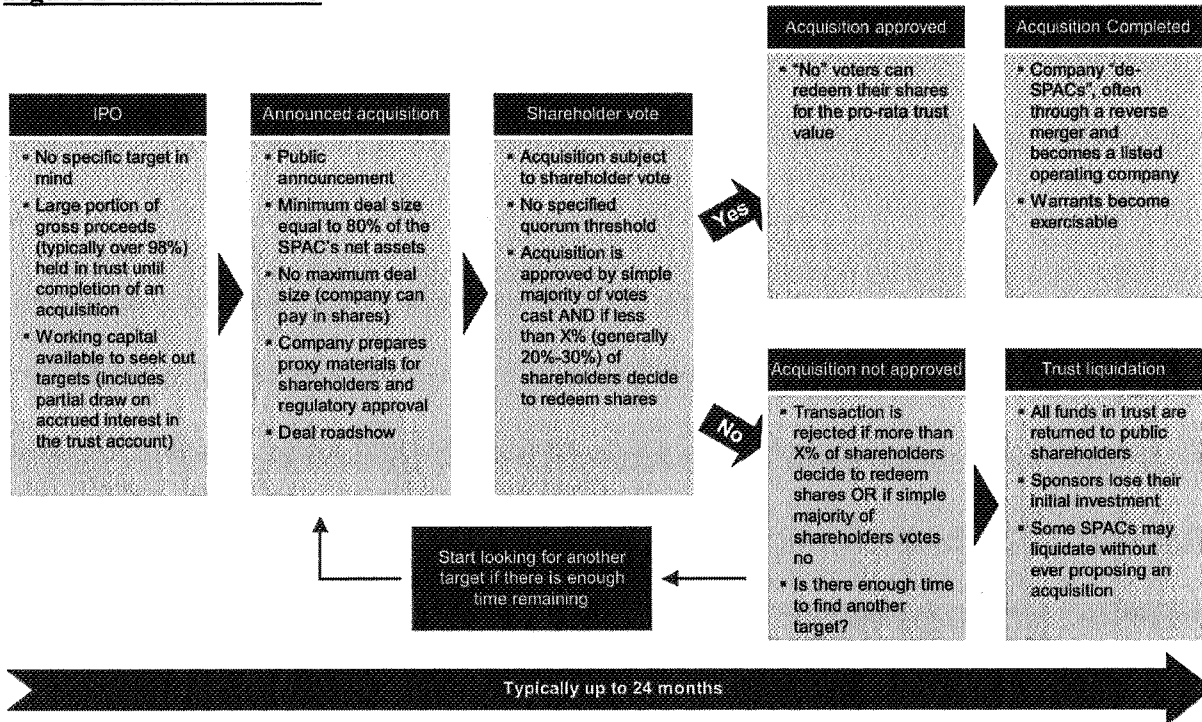 IPO
• No specific target in
mind
• Large portion of
gross proceeds
(typically over 98%)
held in trust until
completion of an
acquisition
• Working capital
available to seek out
targets (includes
partial draw on
accrued interest in
the trust account)
Announced acquisition
• Public
announcement
• Minimum deal size
equal to 80% of the
SPAC's net assets
• No maximum deal
size (company can
pay in shares)
• Company prepares
proxy materials for
shareholders and
regulatory approval
• Deal roadshow
Shareholder vote
• Acquisition subject
to shareholder vote
• No specified
quorum threshold
• Acquisition is
approved by simple
majority of votes
cast AND if less
than X% (generally
20%-30%) of
shareholders decide
to redeem shares
Yes
Acquisition approved
• "No" voters can
redeem their shares
for the pro-rata trust
value
Acquisition Completed
• Company "de-
SPACs", often
through a reverse
merger and
becomes a listed
operating company
• Warrants become
exercisable
No
Acquisition not approved
• Transaction is
rejected if more than
X% of shareholders
decide to redeem
shares OR if simple
majority of
shareholders votes
no
• Is there enough time
to find another
target?
Trust liquidation
• All funds in trust are
returned to public
shareholders
• Sponsors lose their
initial investment
• Some SPACs may
liquidate without
ever proposing an
acquisition
Start looking for another
target if there is enough
time remaining
Typically up to 24 months